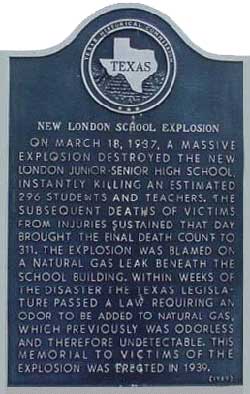 TEXAS HISTORICAL COMMISSION
TEXAS
NEW LONDON SCHOOL EXPLOSION
ON MARCH 18, 1937, A MASSIVE
EXPLOSION DESTROYED THE NEW
LONDON JUNIOR-SENIOR HIGH SCHOOL,
INSTANTLY KILLING AN ESTIMATED
296 STUDENTS AND TEACHERS. THE
SUBSEQUENT DEATHS OF VICTIMS
FROM INJURIES SUSTAINED THAT DAY
BROUGHT THE FINAL DEATH COUNT TO
311. THE EXPLOSION WAS BLAMED ON
A NATURAL GAS LEAK BENEATH THE
SCHOOL BUILDING. WITHIN WEEKS OF
THE DISASTER THE TEXAS LEGISLA-
TURE PASSED A LAW REQUIRING AN
ODOR TO BE ADDED TO NATURAL GAS,
WHICH PREVIOUSLY WAS ODORLESS
AND THEREFORE UNDETECTABLE. THIS
MEMORIAL TO VICTIMS OF THE
EXPLOSION WAS ERECTED IN 1939.